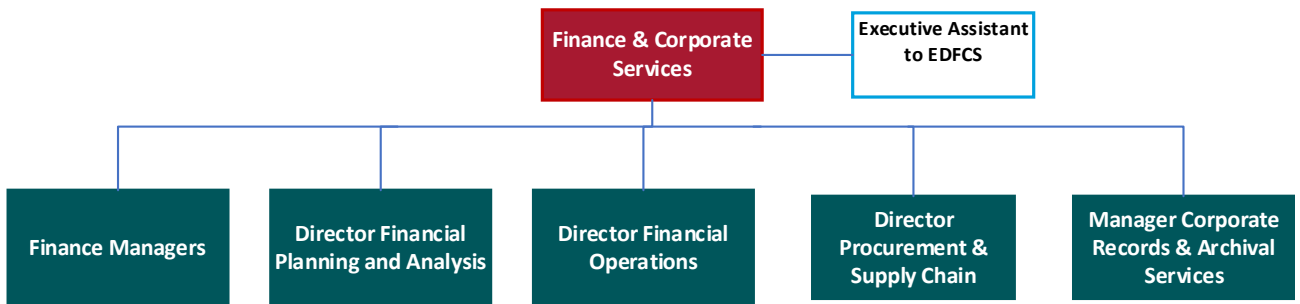 Finance & Corporate
Services
Executive Assistant
to EDFCS
Finance Managers
Director Financial
Planning and Analysis
Director Financial
Operations
Director
Procurement &
Supply Chain
Manager Corporate
Records & Archival
Services